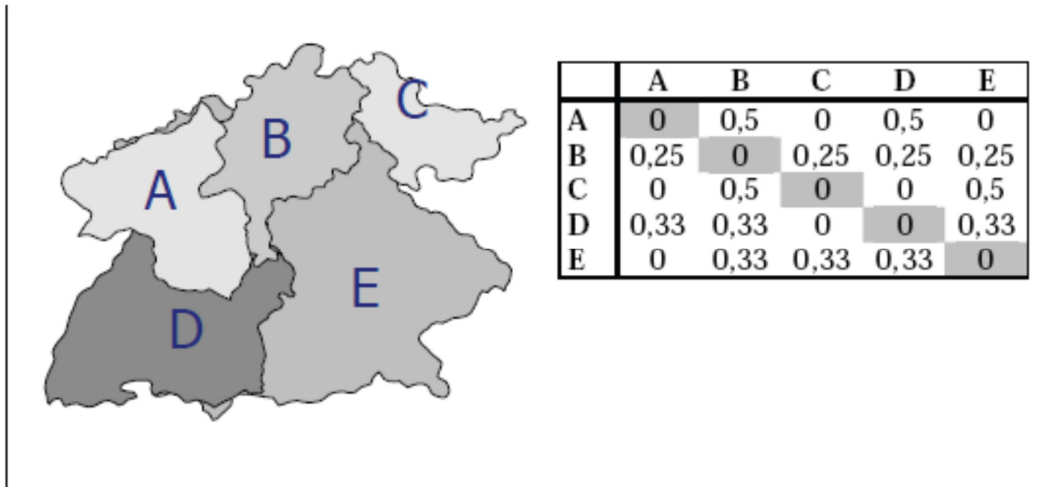 A
B
C
D
E
A B C D E
A 0 0,5 0 0,5 0
B 0,25 0 0,25 0,25 0,25
C 0 0,5 0 0 0,5
D 0,33 0,33 0 0 0,33
E 0 0,33 0,33 0,33 0